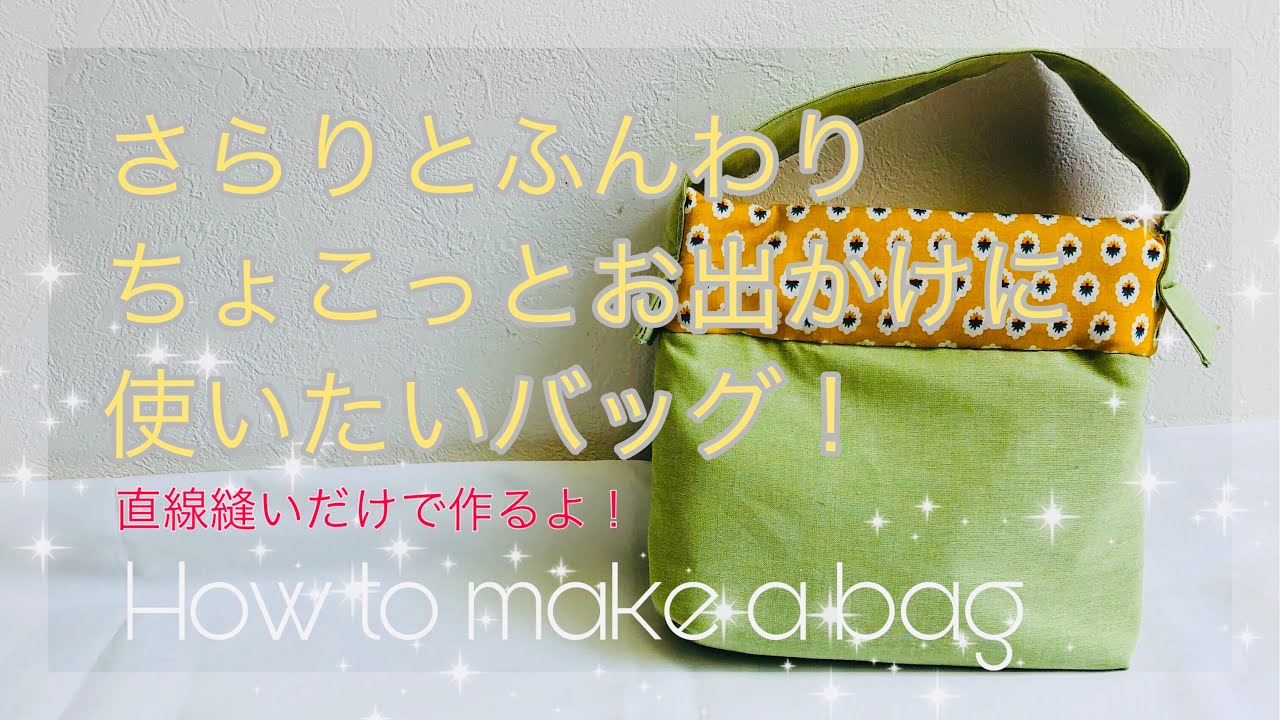 さらりとふんわり
ちょこっとお出かけに
使いたいバッグ！
直線縫いだけで作るよ！
How to make a bag